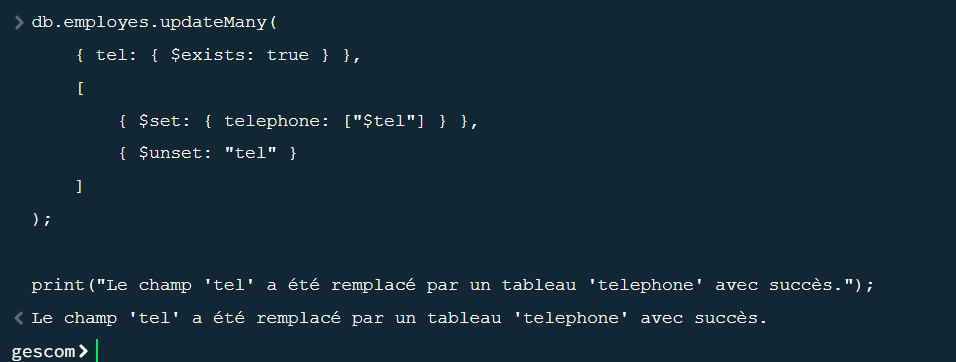 > db.employes.updateMany(
{ tel: { $exists: true } },
[
{ $set: { telephone: ["$tel"] } },
{ $unset: "tel" }
]
);
print("Le champ 'tel' a été remplacé par un tableau 'telephone' avec succès.");
< Le champ 'tel' a été remplacé par un tableau 'telephone' avec succès.
gescom>